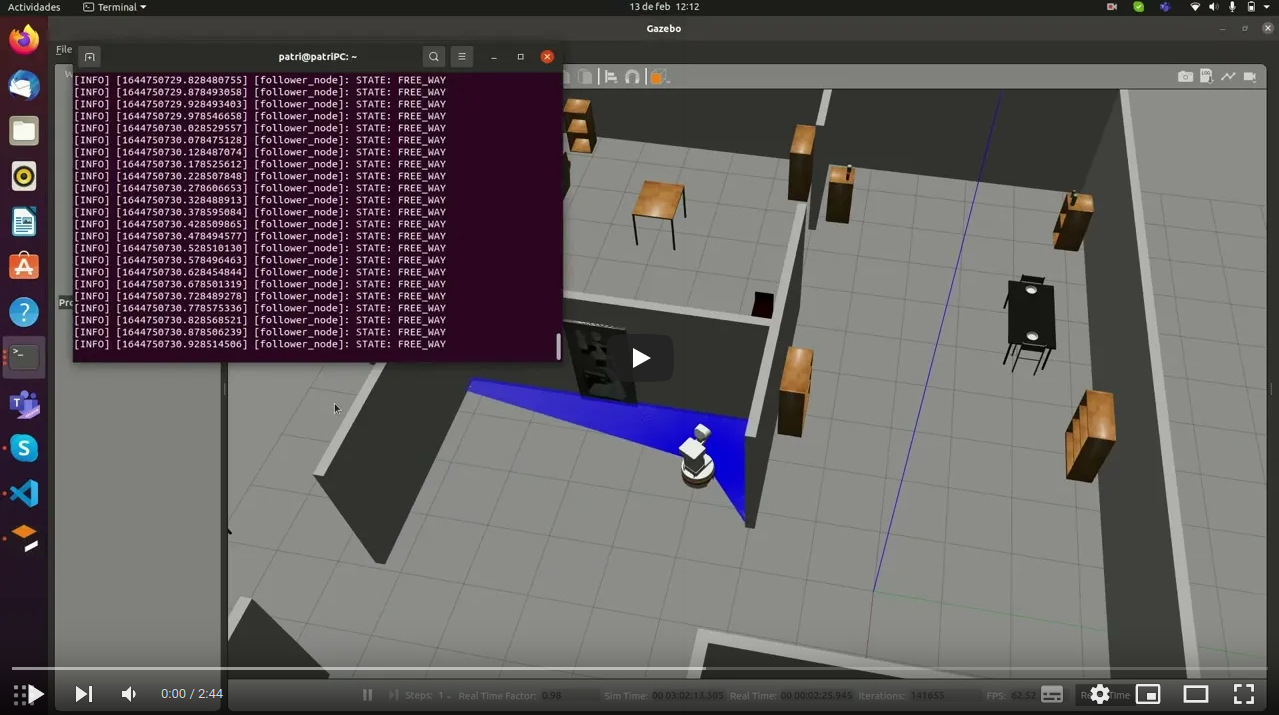 Actividades
Terminal
13 de feb 12:12
Gazebo
File
patri@patriPC: ~
[INFO] [1644750729.828480755] [follower_node]: STATE: FREE_WAY
[INFO] [1644750729.878493058] [follower_node]: STATE: FREE_WAY
[INFO] [1644750729.928493403] [follower_node]: STATE: FREE_WAY
[INFO] [1644750729.978546658] [follower_node]: STATE: FREE_WAY
[INFO] [1644750730.028529557] [follower_node]: STATE: FREE_WAY
[INFO] [1644750730.078475128] [follower_node]: STATE: FREE_WAY
[INFO] [1644750730.128487074] [follower_node]: STATE: FREE_WAY
[INFO] [1644750730.178525612] [follower_node]: STATE: FREE_WAY
[INFO] [1644750730.228507848] [follower_node]: STATE: FREE_WAY
[INFO] [1644750730.278606653] [follower_node]: STATE: FREE_WAY
[INFO] [1644750730.328488913] [follower_node]: STATE: FREE_WAY
[INFO] [1644750730.378595084] [follower_node]: STATE: FREE_WAY
[INFO] [1644750730.428509865] [follower_node]: STATE: FREE_WAY
[INFO] [1644750730.478494577] [follower_node]: STATE: FREE_WAY
[INFO] [1644750730.528510130] [follower_node]: STATE: FREE_WAY
[INFO] [1644750730.578496463] [follower_node]: STATE: FREE_WAY
[INFO] [1644750730.628454844] [follower_node]: STATE: FREE_WAY
[INFO] [1644750730.678501319] [follower_node]: STATE: FREE_WAY
[INFO] [1644750730.728489278] [follower_node]: STATE: FREE_WAY
[INFO] [1644750730.778575336] [follower_node]: STATE: FREE_WAY
[INFO] [1644750730.828568521] [follower_node]: STATE: FREE_WAY
[INFO] [1644750730.878506239] [follower_node]: STATE: FREE_WAY
[INFO] [1644750730.928514506] [follower_node]: STATE: FREE_WAY
0:00 / 2:44
Steps: 1
Real Time Factor: 0.98
Sim Time: 00 03:02:13.305
Real Time: 00 00:02:25.945
Iterations: 141655
FPS: 62.52